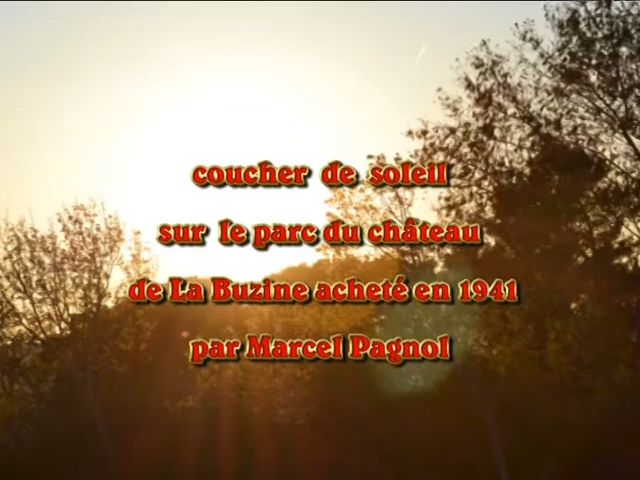 coucher de soleil
sur le parc du château
de La Buzine acheté en 1941
par Marcel Pagnol